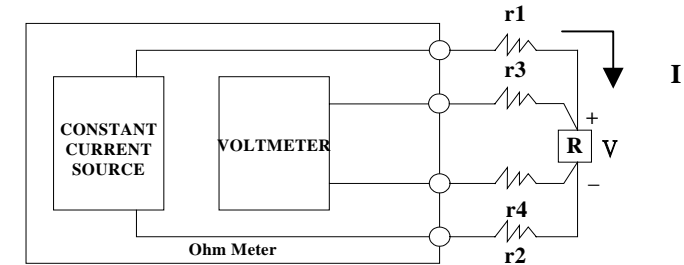 r1
I
r3
+
CONSTANT
CURRENT
SOURCE
VOLTMETER
R
V
–
r4
Ohm Meter
r2